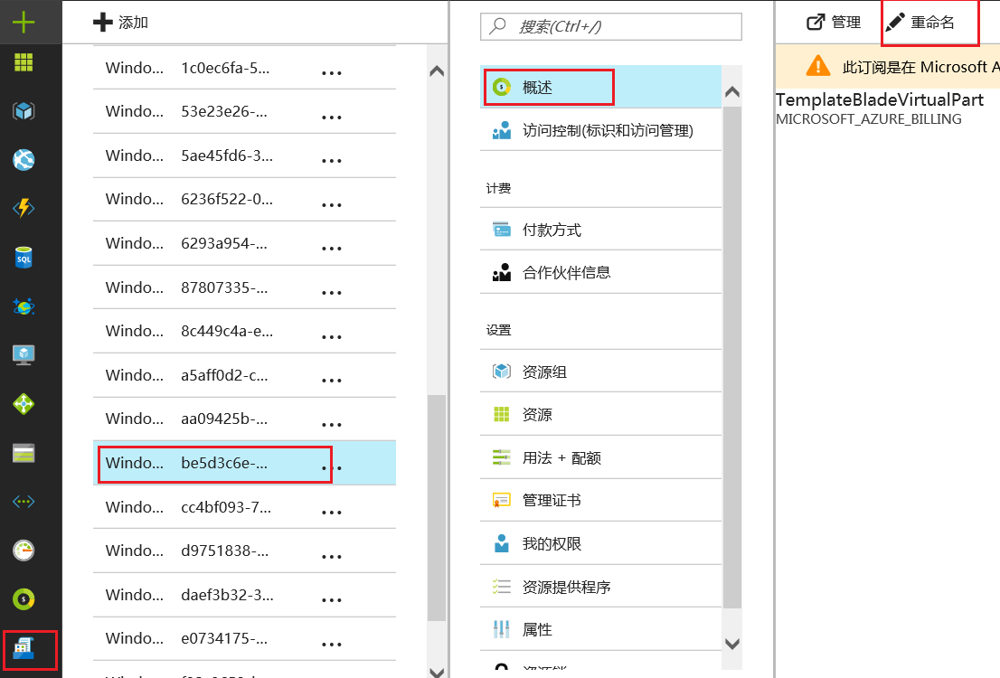 添加
Windo... 1c0ec6fa-5... ...
Windo... 53e23e26-... ...
Windo... 5ae45fd6-3... ...
Windo... 6236f522-0... ...
Windo... 6293a954-... ...
Windo... 87807335-... ...
Windo... 8c449c4a-e... ...
Windo... a5aff0d2-c... ...
Windo... aa09425b-... ...
Windo... be5d3c6e-... ...
Windo... cc4bf093-7... ...
Windo... d9751838-... ...
Windo... daef3b32-3... ...
Windo... e0734175-... ...
搜索(Ctrl+/)
概述
访问控制(标识和访问管理)
计费
付款方式
合作伙伴信息
设置
资源组
资源
用法 + 配额
管理证书
我的权限
资源提供程序
属性
管理
重命名
此订阅是在 Microsoft A
TemplateBladeVirtualPart
MICROSOFT_AZURE_BILLING
SQL